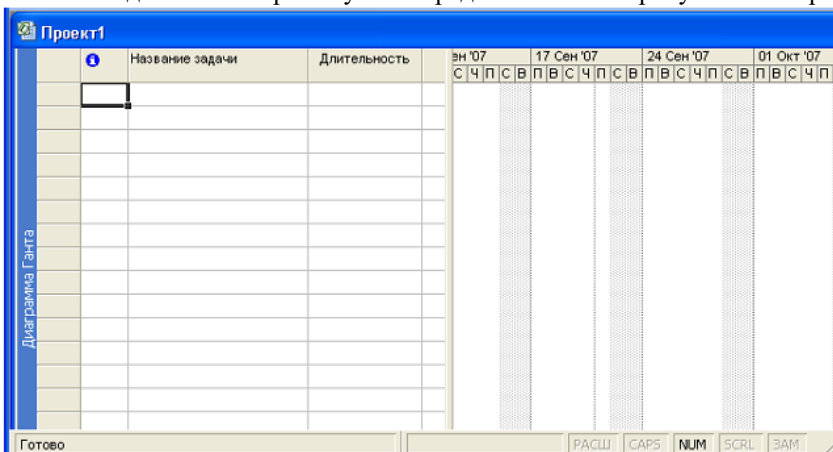 Проект1
Название задачи Длительность ен '07 17 Сен '07 24 Сен '07 01 Окт '07
С Ч П С В П В С Ч П С В П В С Ч П С В П В С Ч П
Диаграмма Ганта
Готово РАСШ CAPS NUM SCRL ЗАМ